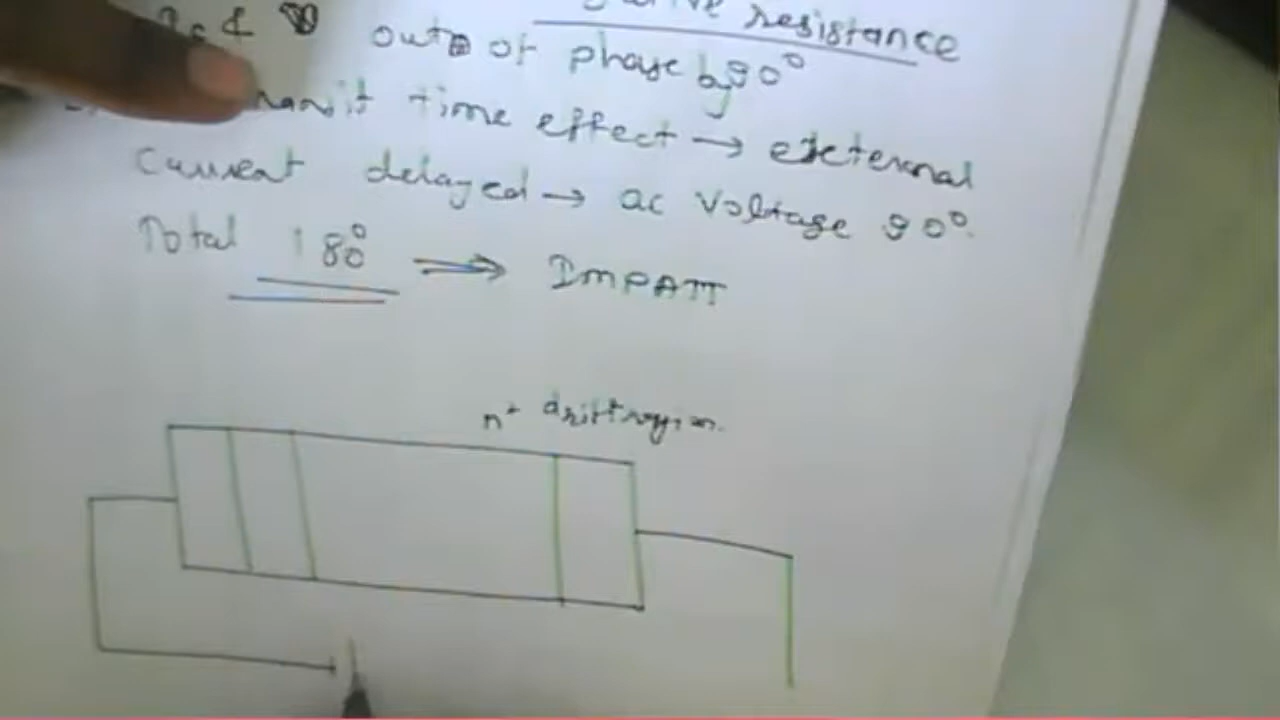 resistance
& out of phase by 90°
time effect → external
current delayed → ac voltage 90°.
Total 180° ⇒ IMPATT
n⁺ drift region.